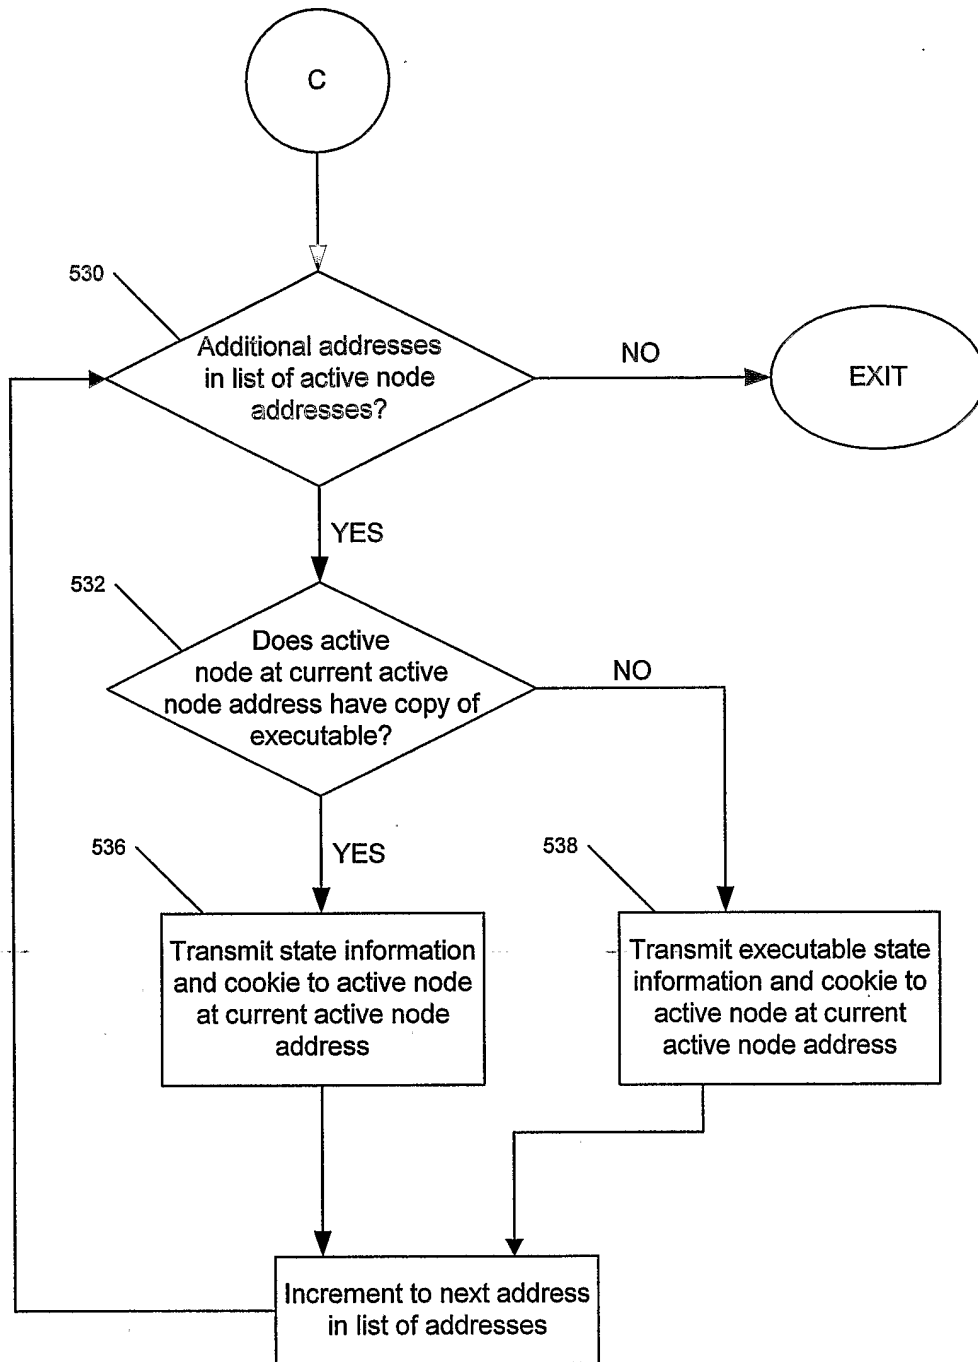 C
530
Additional addresses
in list of active node
addresses?
NO
EXIT
YES
532
Does active
node at current active
node address have copy of
executable?
NO
536
YES
538
Transmit state information
and cookie to active node
at current active node
address
Transmit executable state
information and cookie to
active node at current
active node address
Increment to next address
in list of addresses